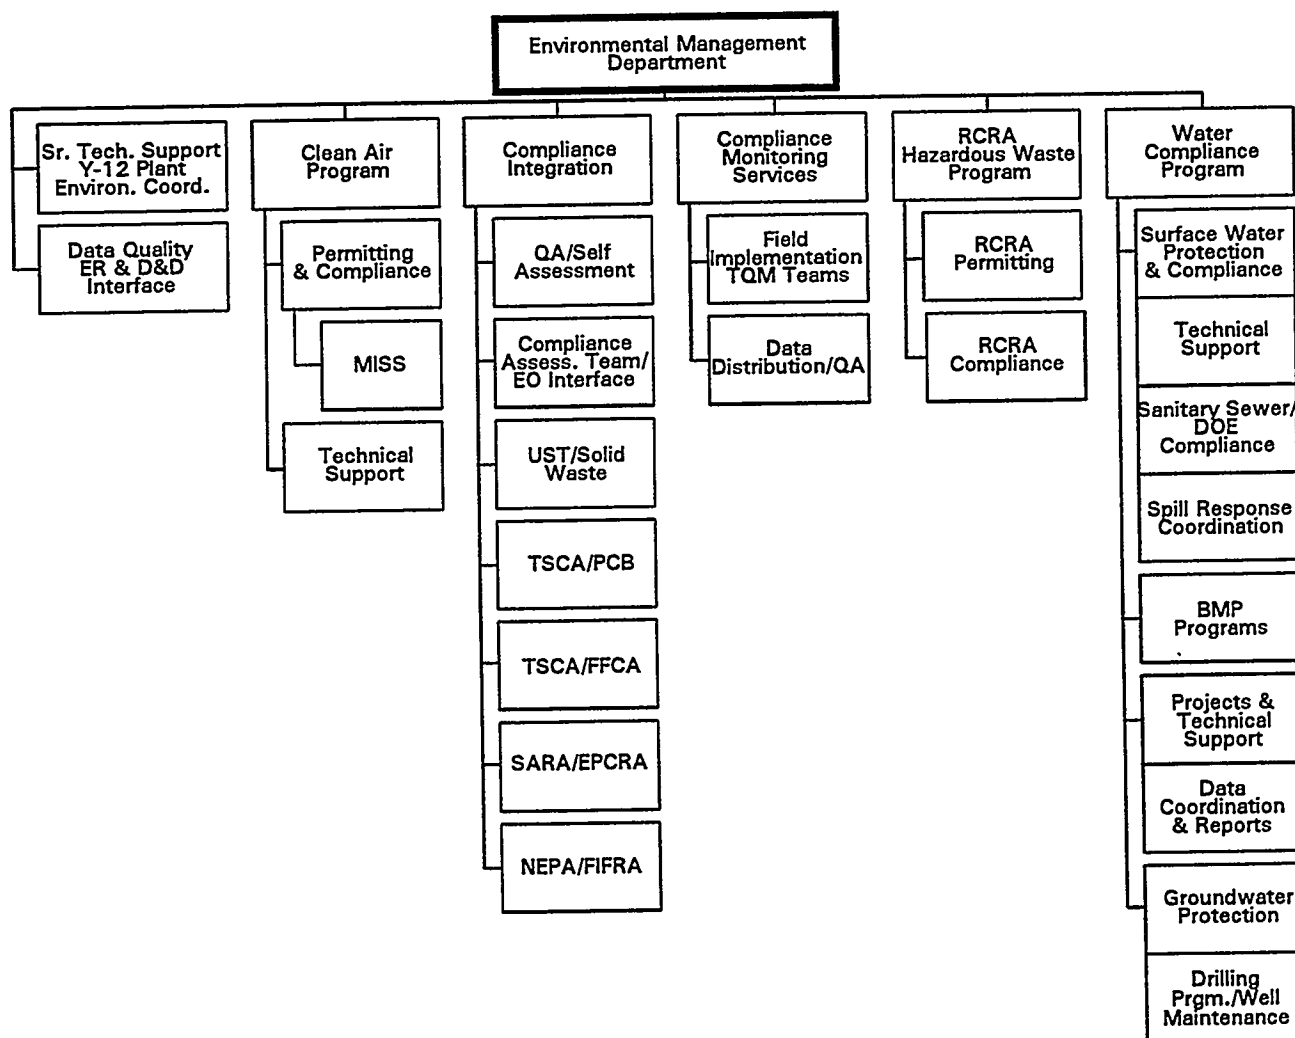 Environmental Management
Department
Sr. Tech. Support
Y-12 Plant
Environ. Coord.
Data Quality
ER & D&D
Interface
Clean Air
Program
Permitting
& Compliance
MISS
Technical
Support
Compliance
Integration
QA/Self
Assessment
Compliance
Assess. Team/
EO Interface
UST/Solid
Waste
TSCA/PCB
TSCA/FFCA
SARA/EPCRA
NEPA/FIFRA
Compliance
Monitoring
Services
Field
Implementation
TQM Teams
Data
Distribution/QA
RCRA
Hazardous Waste
Program
RCRA
Permitting
RCRA
Compliance
Water
Compliance
Program
Surface Water
Protection
& Compliance
Technical
Support
Sanitary Sewer/
DOE
Compliance
Spill Response
Coordination
BMP
Programs
Projects &
Technical
Support
Data
Coordination
& Reports
Groundwater
Protection
Drilling
Prgm./Well
Maintenance